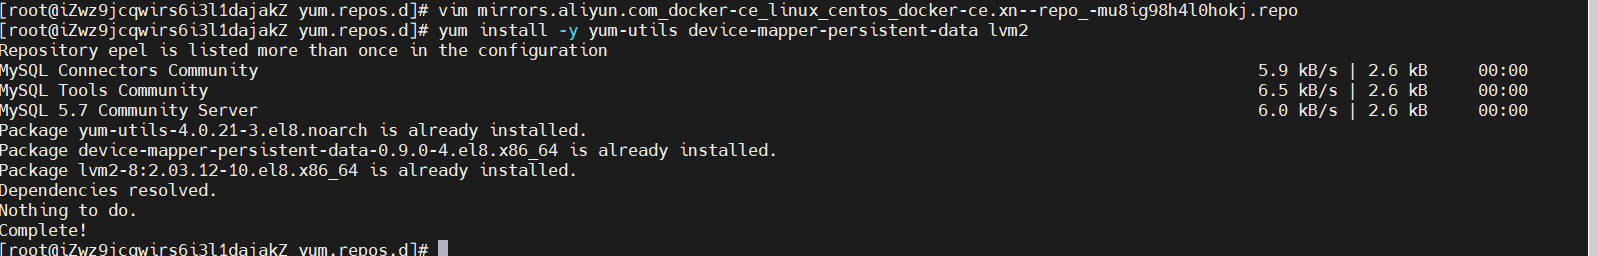 [root@iZwz9jcqwirs6i3l1dajakZ yum.repos.d]# vim mirrors.aliyun.com_docker-ce_linux_centos_docker-ce.xn--repo_-mu8ig98h4l0hokj.repo
[root@iZwz9jcqwirs6i3l1dajakZ yum.repos.d]# yum install -y yum-utils device-mapper-persistent-data lvm2
Repository epel is listed more than once in the configuration
MySQL Connectors Community 5.9 kB/s | 2.6 kB 00:00
MySQL Tools Community 6.5 kB/s | 2.6 kB 00:00
MySQL 5.7 Community Server 6.0 kB/s | 2.6 kB 00:00
Package yum-utils-4.0.21-3.el8.noarch is already installed.
Package device-mapper-persistent-data-0.9.0-4.el8.x86_64 is already installed.
Package lvm2-8:2.03.12-10.el8.x86_64 is already installed.
Dependencies resolved.
Nothing to do.
Complete!
[root@iZwz9jcqwirs6i3l1dajakZ yum.repos.d]#